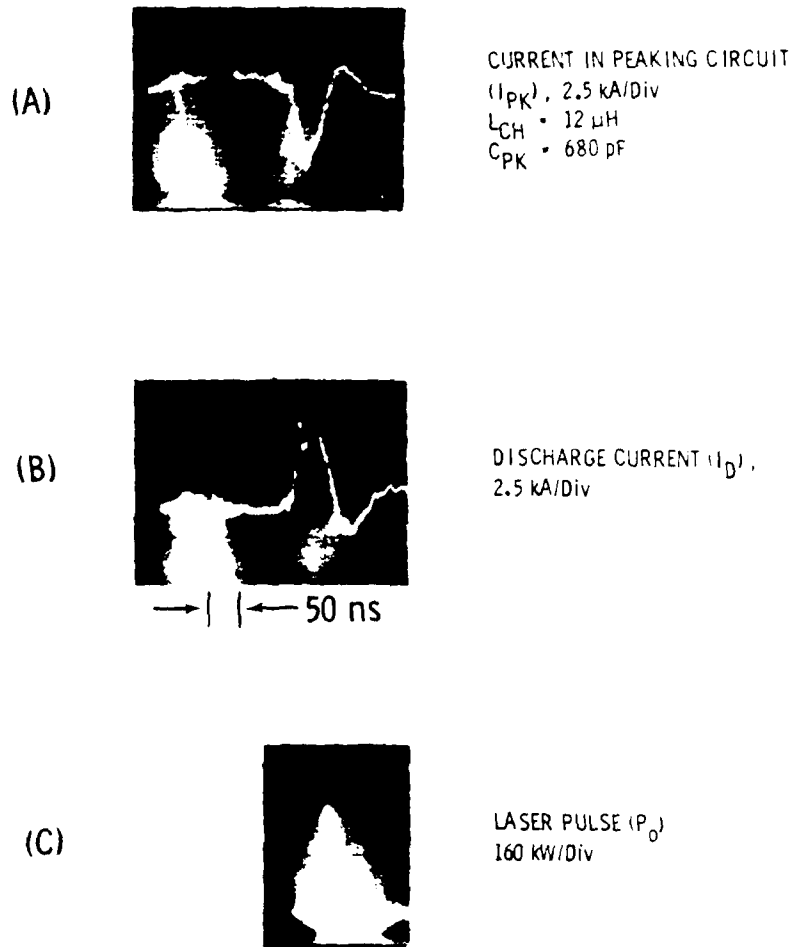 (A)
CURRENT IN PEAKING CIRCUIT
(I_PK), 2.5 kA/Div
L_CH = 12 μH
C_PK = 680 pF
(B)
DISCHARGE CURRENT (I_D),
2.5 kA/Div
50 ns
(C)
LASER PULSE (P_0)
160 kW/Div